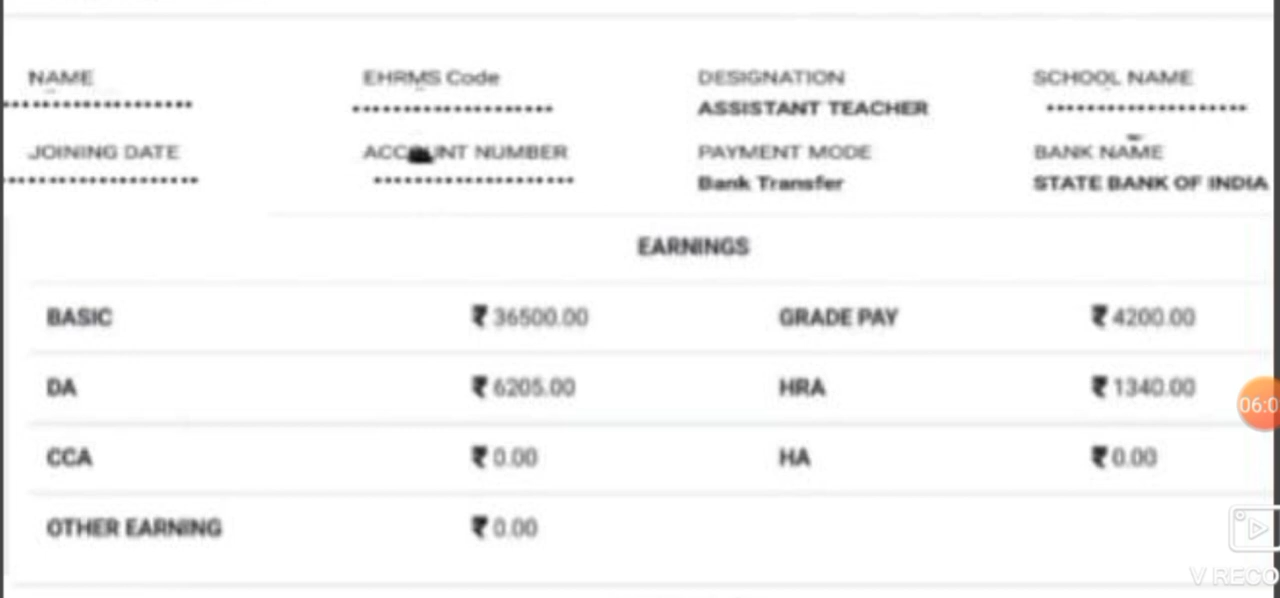 NAME EHRMS Code DESIGNATION SCHOOL NAME
ASSISTANT TEACHER
JOINING DATE ACCOUNT NUMBER PAYMENT MODE BANK NAME
Bank Transfer STATE BANK OF INDIA
EARNINGS
BASIC ₹ 36500.00 GRADE PAY ₹ 4200.00
DA ₹ 6205.00 HRA ₹ 1340.00
06:0
CCA ₹ 0.00 HA ₹ 0.00
OTHER EARNING ₹ 0.00
V RECO